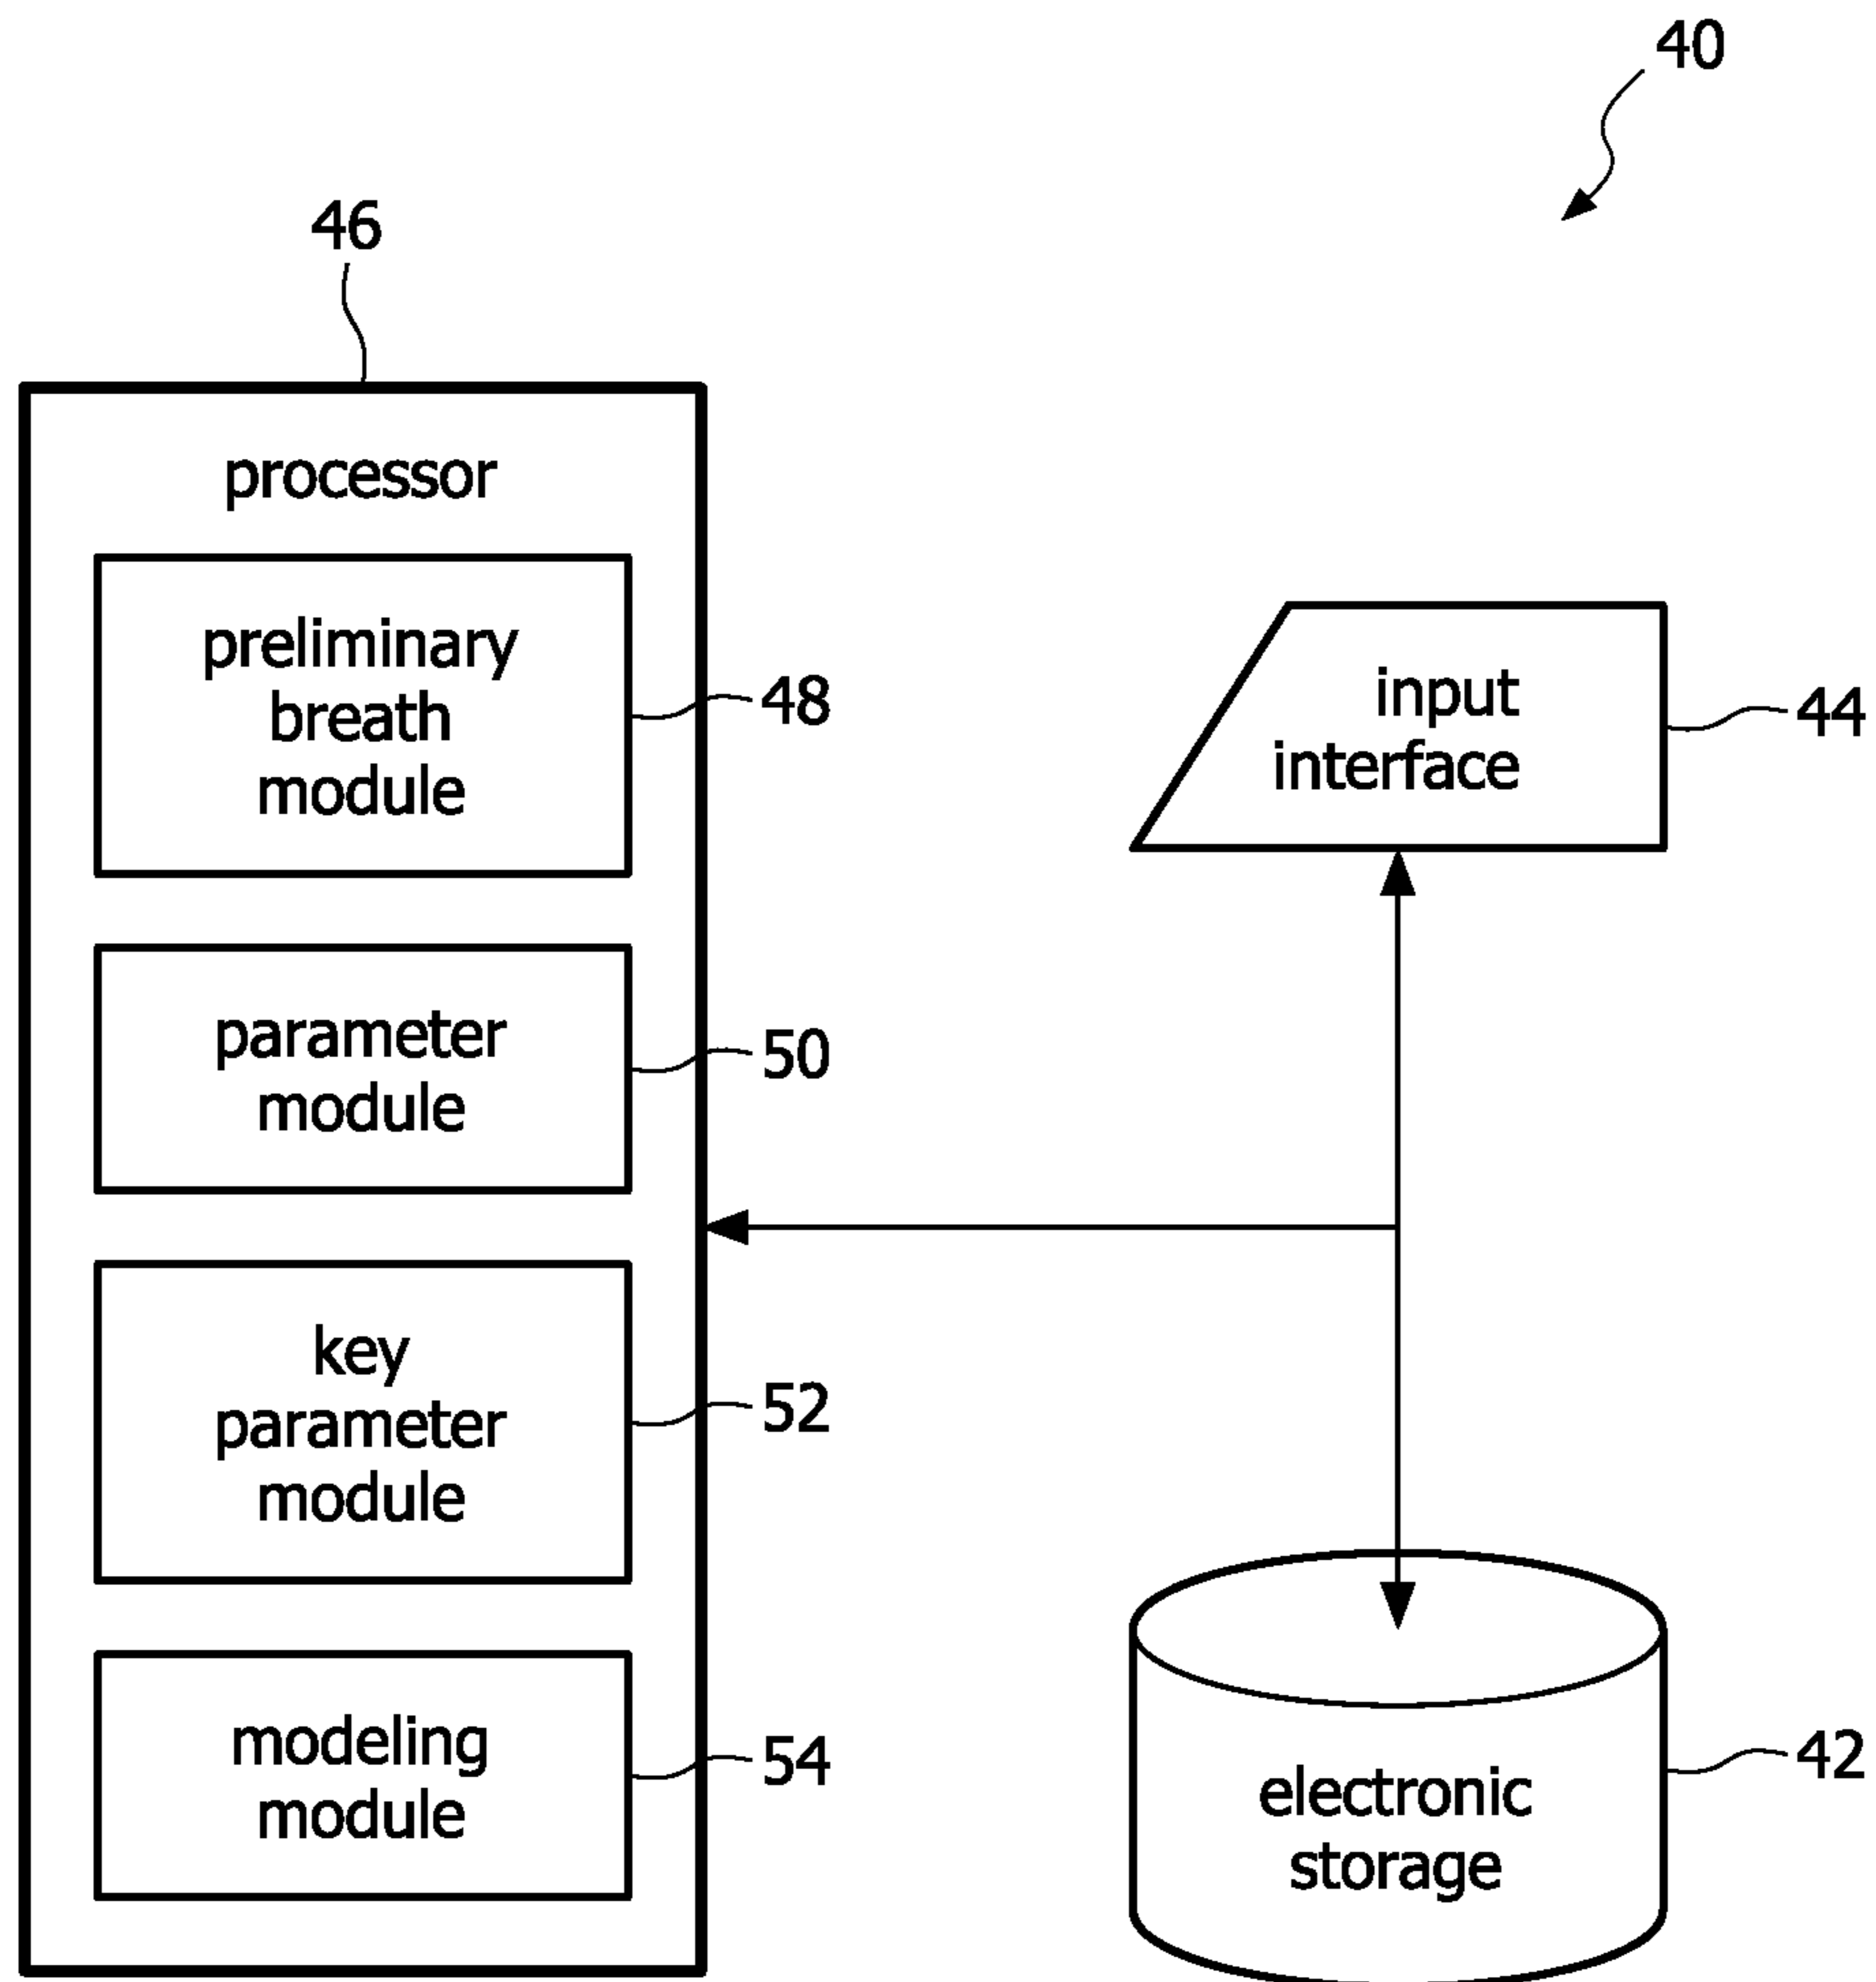 40
46
processor
preliminary
breath
module
48
parameter
module
50
key
parameter
module
52
modeling
module
54
input
interface
44
electronic
storage
42